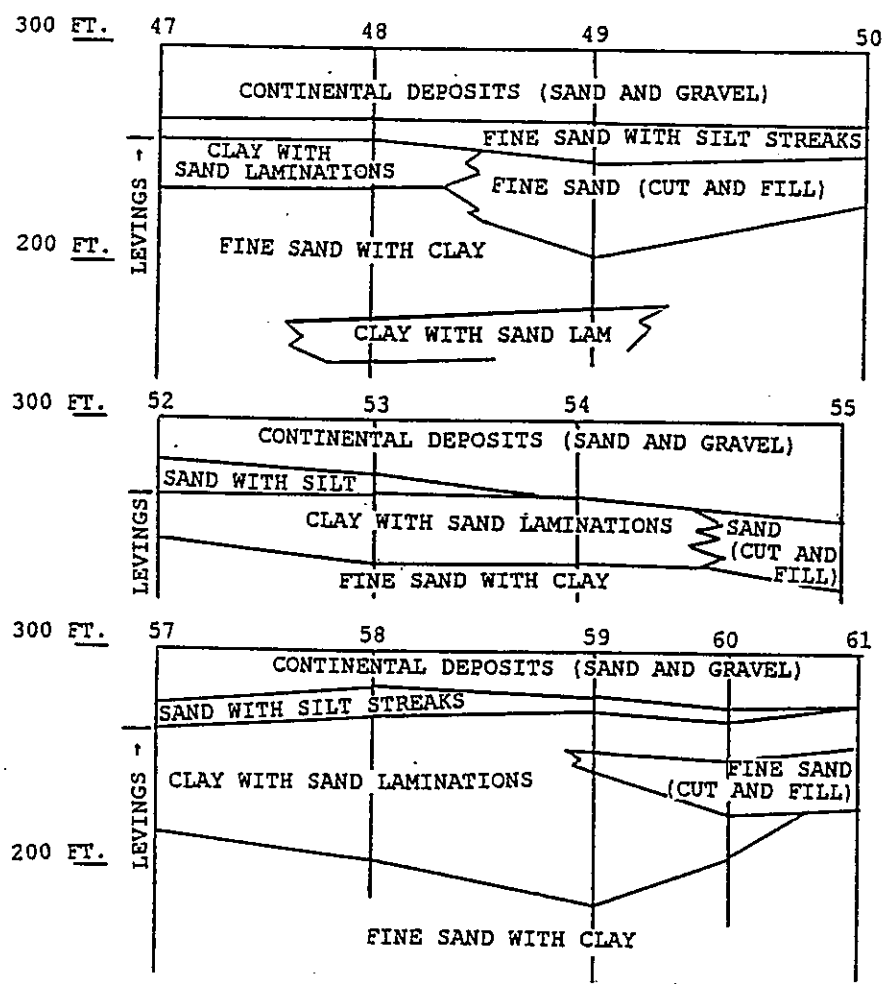 300 FT. 47 48 49 50
CONTINENTAL DEPOSITS (SAND AND GRAVEL)
FINE SAND WITH SILT STREAKS
CLAY WITH
SAND LAMINATIONS
FINE SAND (CUT AND FILL)
LEVINGS →
200 FT.
FINE SAND WITH CLAY
CLAY WITH SAND LAM
300 FT. 52 53 54 55
CONTINENTAL DEPOSITS (SAND AND GRAVEL)
SAND WITH SILT
LEVINGS
CLAY WITH SAND LAMINATIONS
SAND
(CUT AND
FILL)
FINE SAND WITH CLAY
300 FT. 57 58 59 60 61
CONTINENTAL DEPOSITS (SAND AND GRAVEL)
SAND WITH SILT STREAKS
LEVINGS →
CLAY WITH SAND LAMINATIONS
FINE SAND
(CUT AND FILL)
200 FT.
FINE SAND WITH CLAY